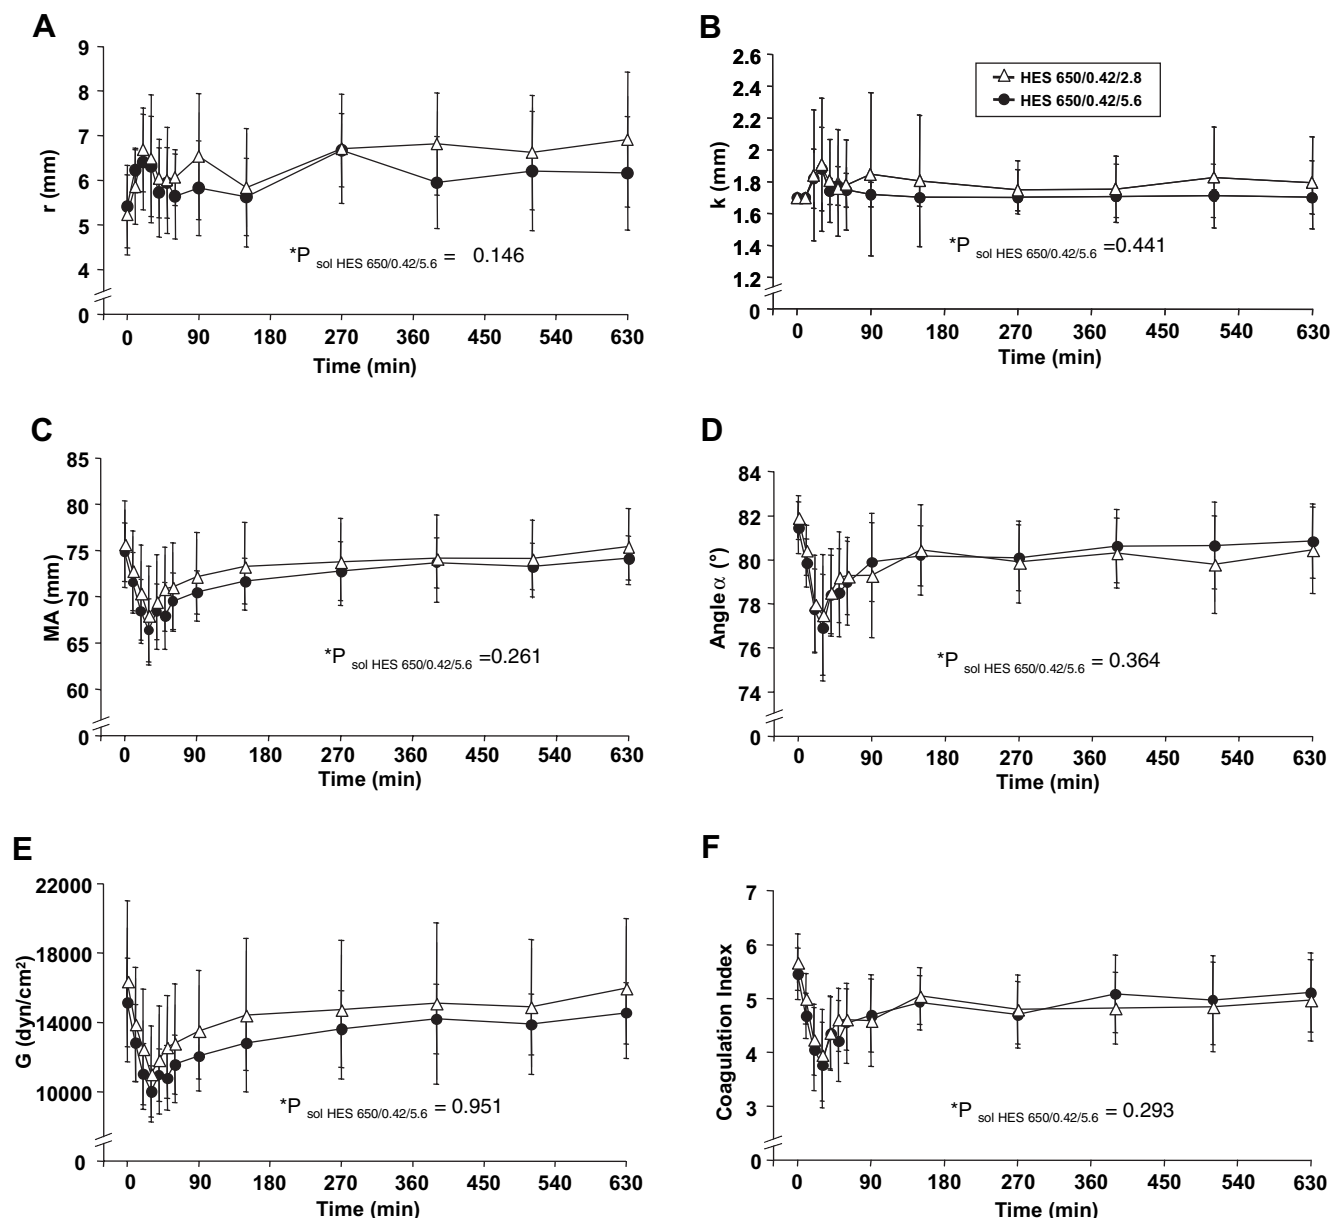 A
r (mm)
9
8
7
6
5
4
0
*P sol HES 650/0.42/5.6 = 0.146
0 90 180 270 360 450 540 630
Time (min)
B
k (mm)
2.6
2.4
2.2
2.0
1.8
1.6
1.4
1.2
0
HES 650/0.42/2.8
HES 650/0.42/5.6
*P sol HES 650/0.42/5.6 =0.441
0 90 180 270 360 450 540 630
Time (min)
C
MA (mm)
85
80
75
70
65
60
0
*P sol HES 650/0.42/5.6 =0.261
0 90 180 270 360 450 540 630
Time (min)
D
Angle α (°)
84
82
80
78
76
74
0
*P sol HES 650/0.42/5.6 = 0.364
0 90 180 270 360 450 540 630
Time (min)
E
G (dyn/cm²)
22000
18000
14000
10000
0
*P sol HES 650/0.42/5.6 = 0.951
0 90 180 270 360 450 540 630
Time (min)
F
Coagulation Index
7
6
5
4
3
0
*P sol HES 650/0.42/5.6 = 0.293
0 90 180 270 360 450 540 630
Time (min)